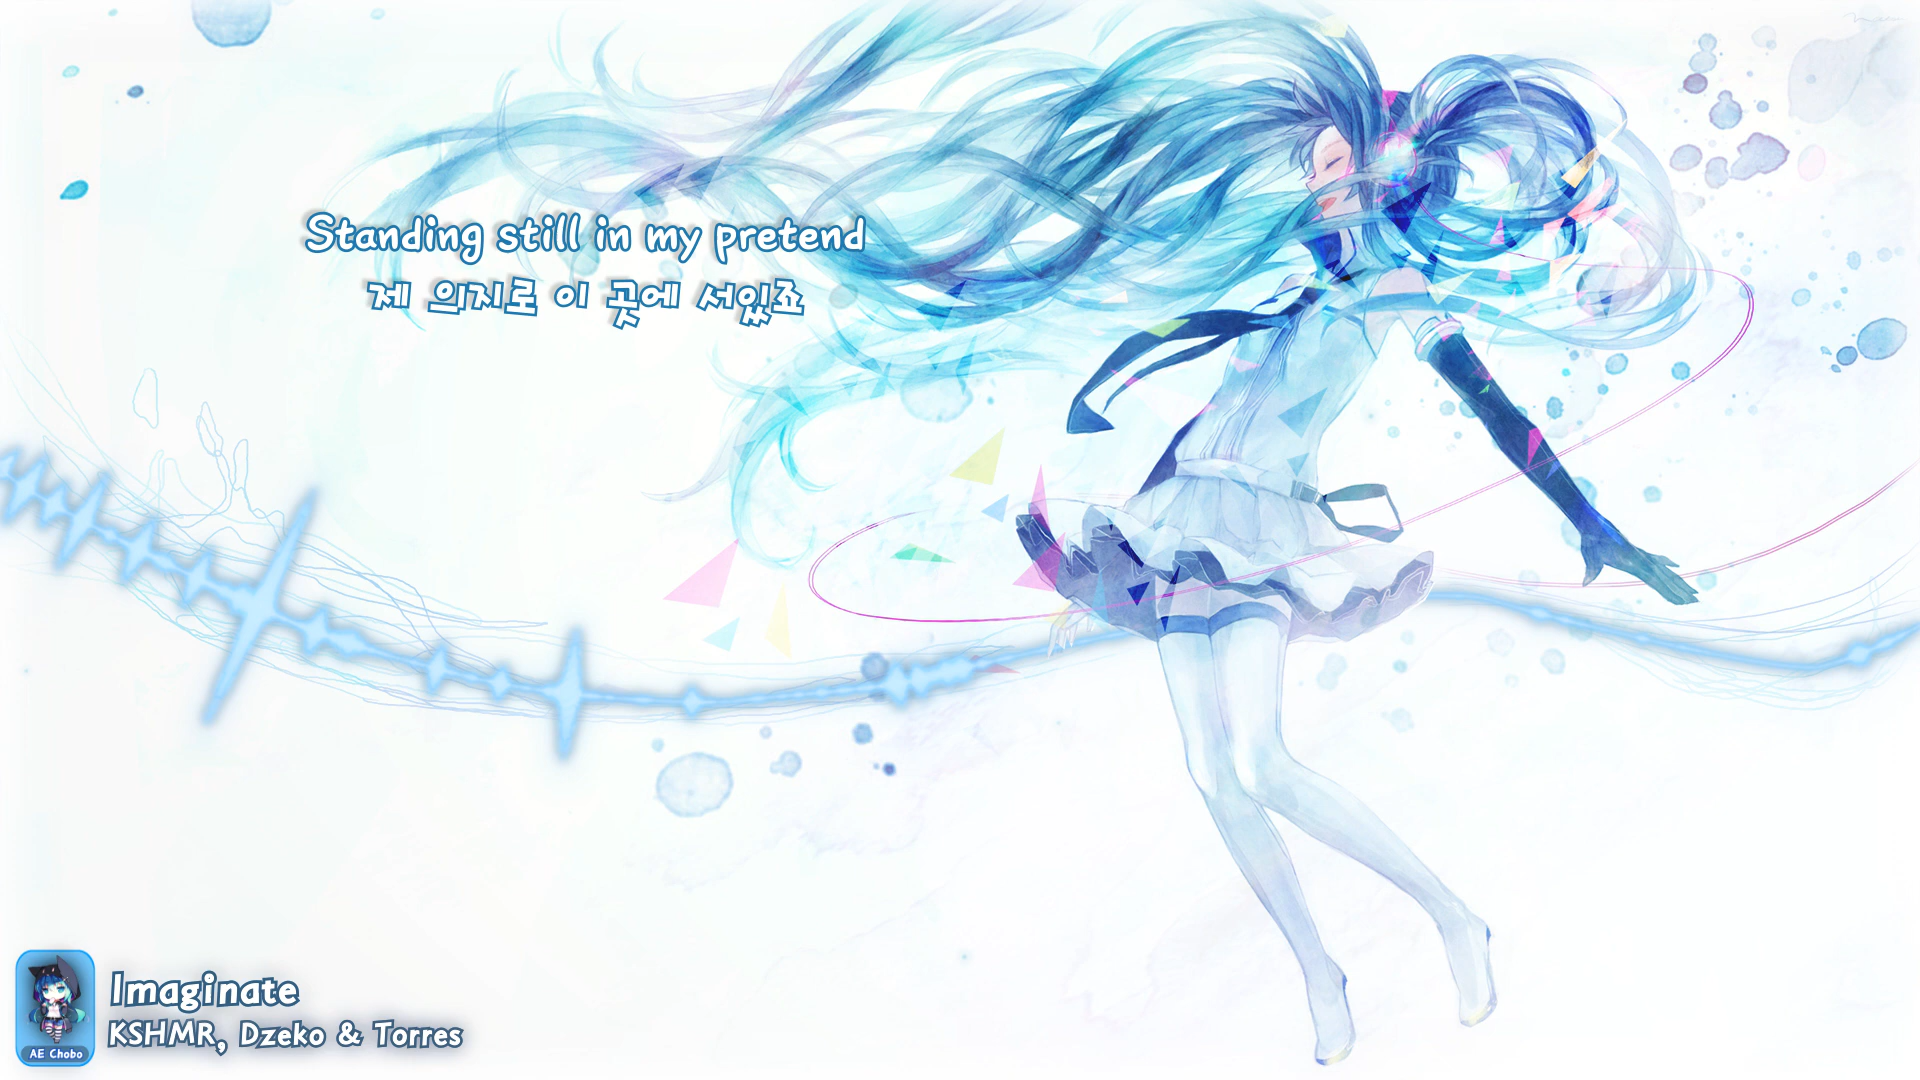 Standing still in my pretend
제 의지로 이 곳에 서있죠
Imaginate
KSHMR, Dzeko & Torres
AE Chobo